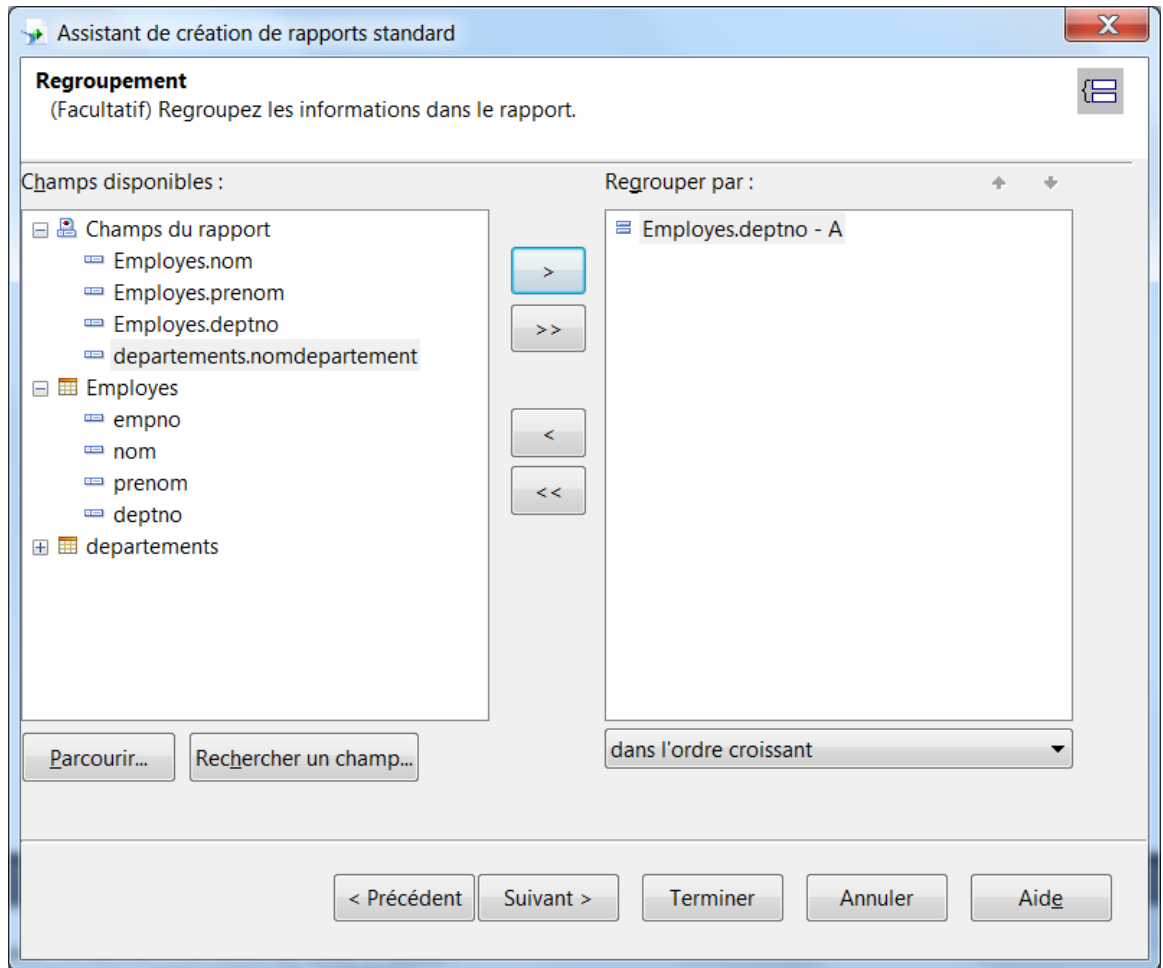 Assistant de création de rapports standard
X
Regroupement
(Facultatif) Regroupez les informations dans le rapport.
Champs disponibles :
Regrouper par :
Champs du rapport
Employes.nom
Employes.prenom
Employes.deptno
departements.nomdepartement
Employes
empno
nom
prenom
deptno
departements
>
>>
<
<<
Employes.deptno - A
Parcourir...
Rechercher un champ...
dans l'ordre croissant
< Précédent
Suivant >
Terminer
Annuler
Aide